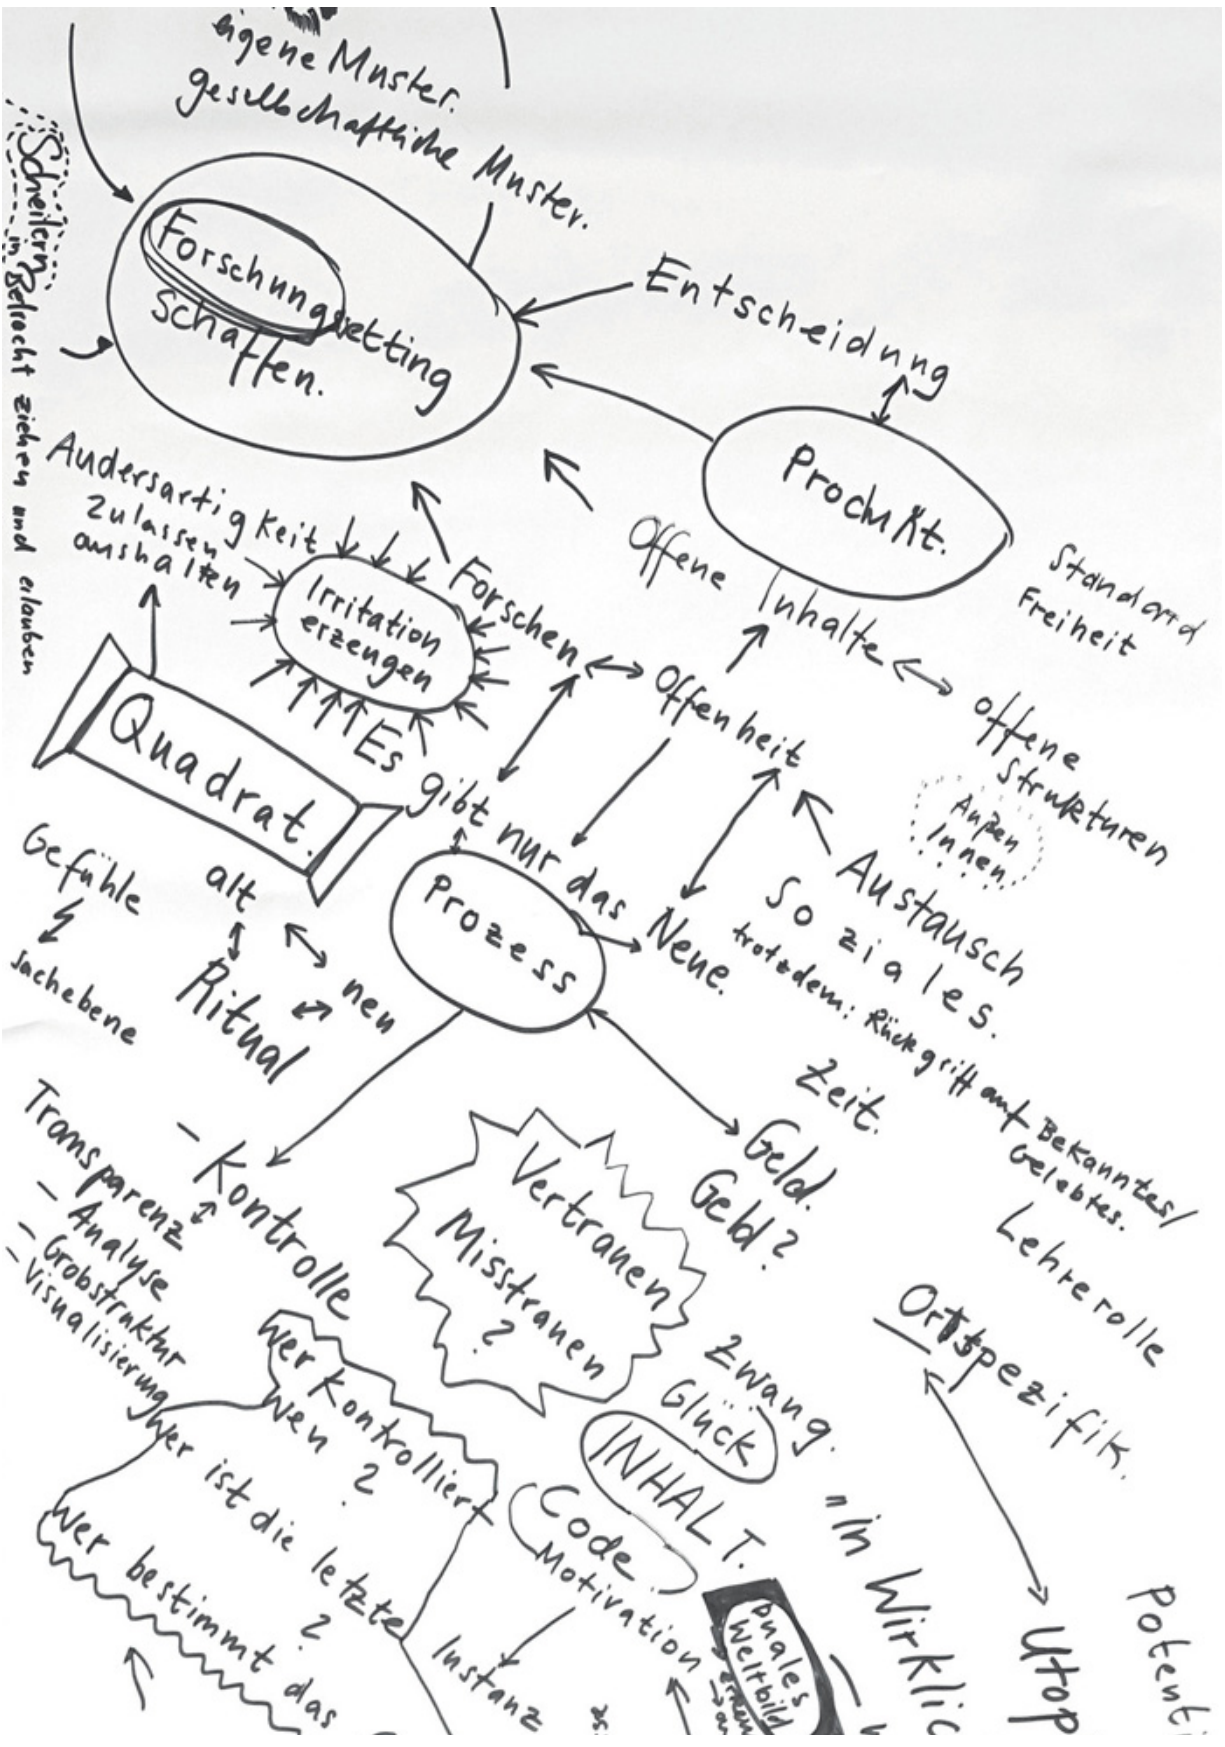 eigene Muster.
gesellschaftliche Muster.
Scheitern
in Betracht ziehen und erlauben
Forschungssetting
schaffen.
Entscheidung
Produkt.
Andersartigkeit
zulassen
aushalten
Irritation
erzeugen
Forschen
Offene
Inhalte
Standard
Freiheit
Offenheit
offene
Strukturen
Außen
Innen
Quadrat.
Es gibt nur das Neue.
Prozess
Austausch
Soziales.
trotzdem: Rückgriff auf Bekanntes/
Gelebtes.
Gefühle
Sachebene
alt
neu
Ritual
Zeit.
Geld.
Geld?
Lehrerolle
Transparenz
- Analyse
- Grobstruktur
- Visualisierung
- Kontrolle
Vertrauen
Misstrauen
?
Ortsspezifik.
Zwang.
Glück
INHALT.
Code
Motivation
Wer kontrolliert
wen ?
Wer ist die letzte Instanz
?
Wer bestimmt das
Duales
Weltbild
"In Wirklic
Utop
Potenti